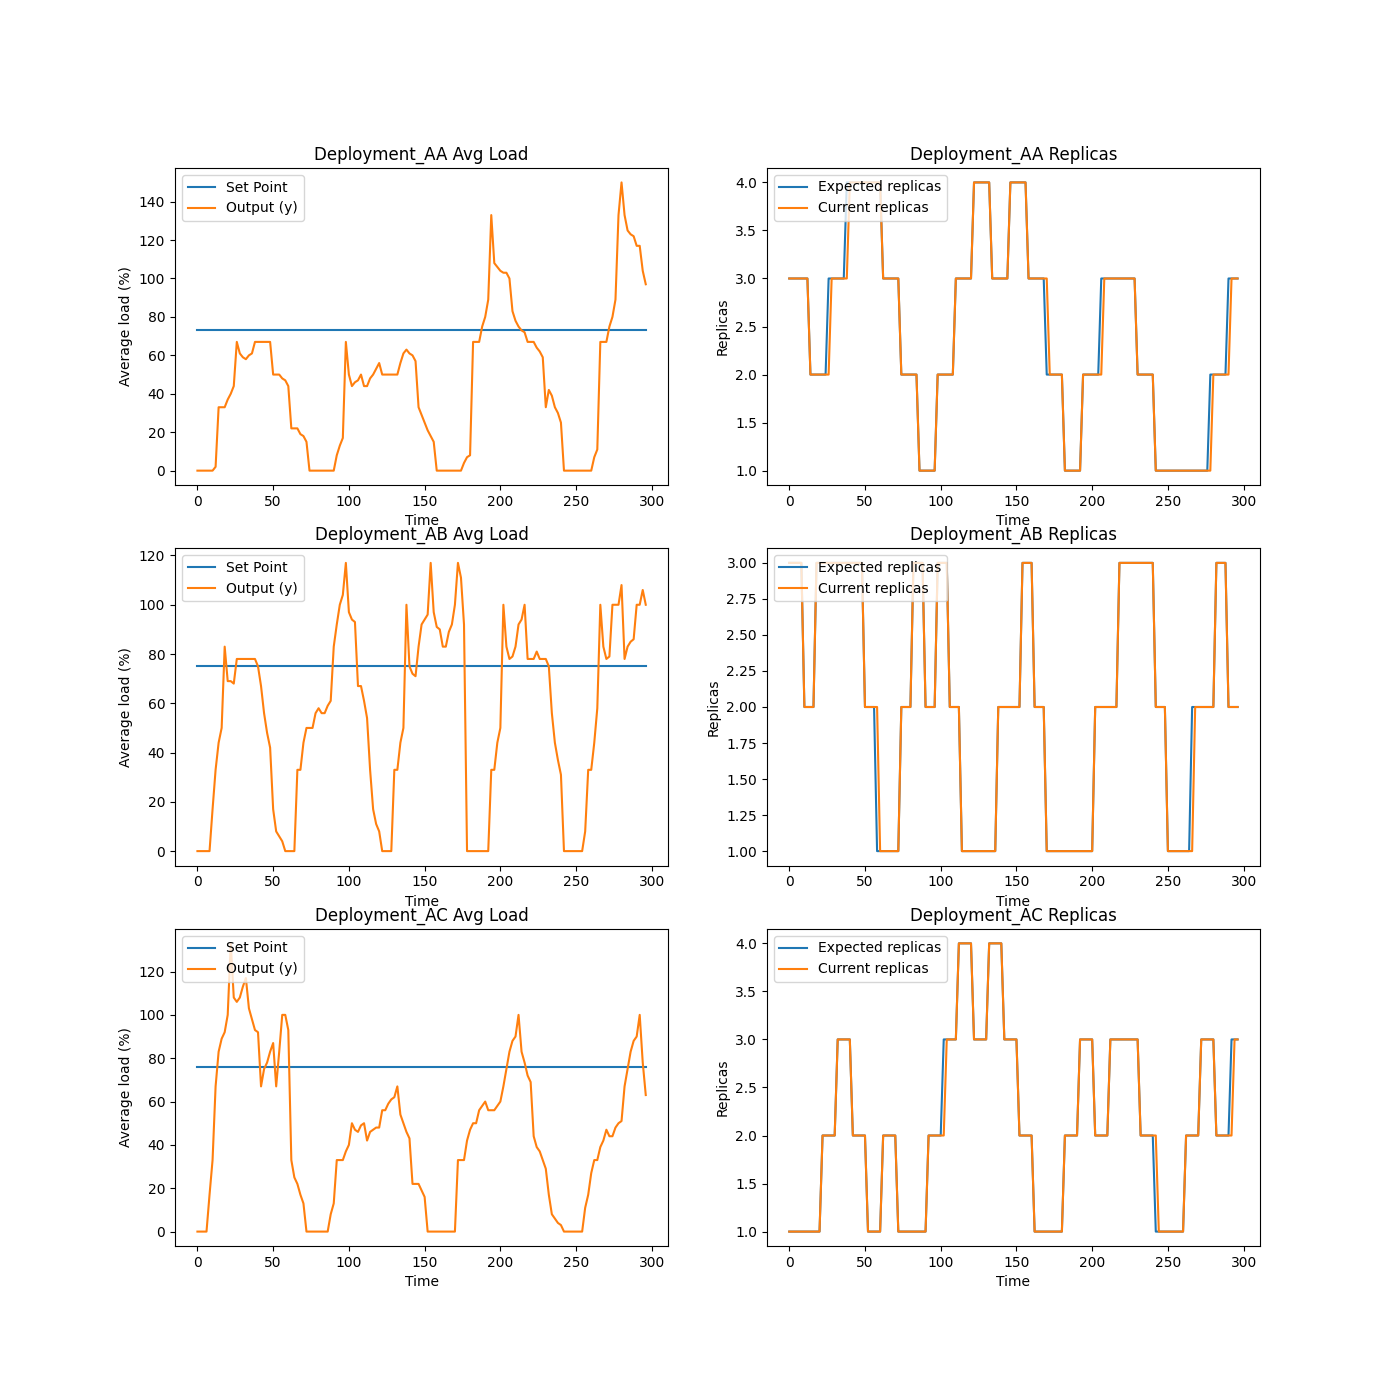 Deployment_AA Avg Load
Set Point
Output (y)
Average load (%)
140
120
100
80
60
40
20
0
0 50 100 150 200 250 300
Time
Deployment_AA Replicas
Expected replicas
Current replicas
Replicas
4.0
3.5
3.0
2.5
2.0
1.5
1.0
0 50 100 150 200 250 300
Time
Deployment_AB Avg Load
Set Point
Output (y)
Average load (%)
120
100
80
60
40
20
0
0 50 100 150 200 250 300
Time
Deployment_AB Replicas
Expected replicas
Current replicas
Replicas
3.00
2.75
2.50
2.25
2.00
1.75
1.50
1.25
1.00
0 50 100 150 200 250 300
Time
Deployment_AC Avg Load
Set Point
Output (y)
Average load (%)
120
100
80
60
40
20
0
0 50 100 150 200 250 300
Time
Deployment_AC Replicas
Expected replicas
Current replicas
Replicas
4.0
3.5
3.0
2.5
2.0
1.5
1.0
0 50 100 150 200 250 300
Time